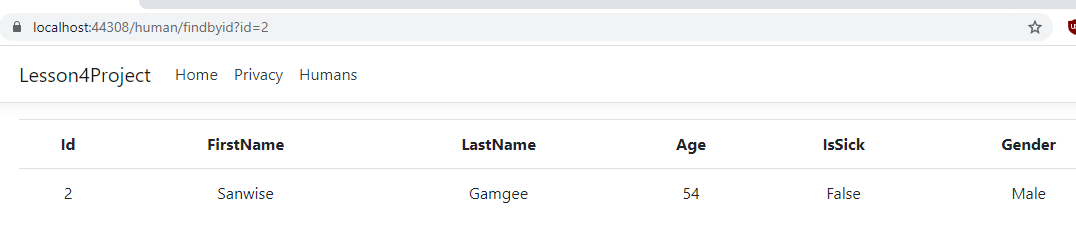 localhost:44308/human/findbyid?id=2
Lesson4Project Home Privacy Humans
Id FirstName LastName Age IsSick Gender
2 Sanwise Gamgee 54 False Male